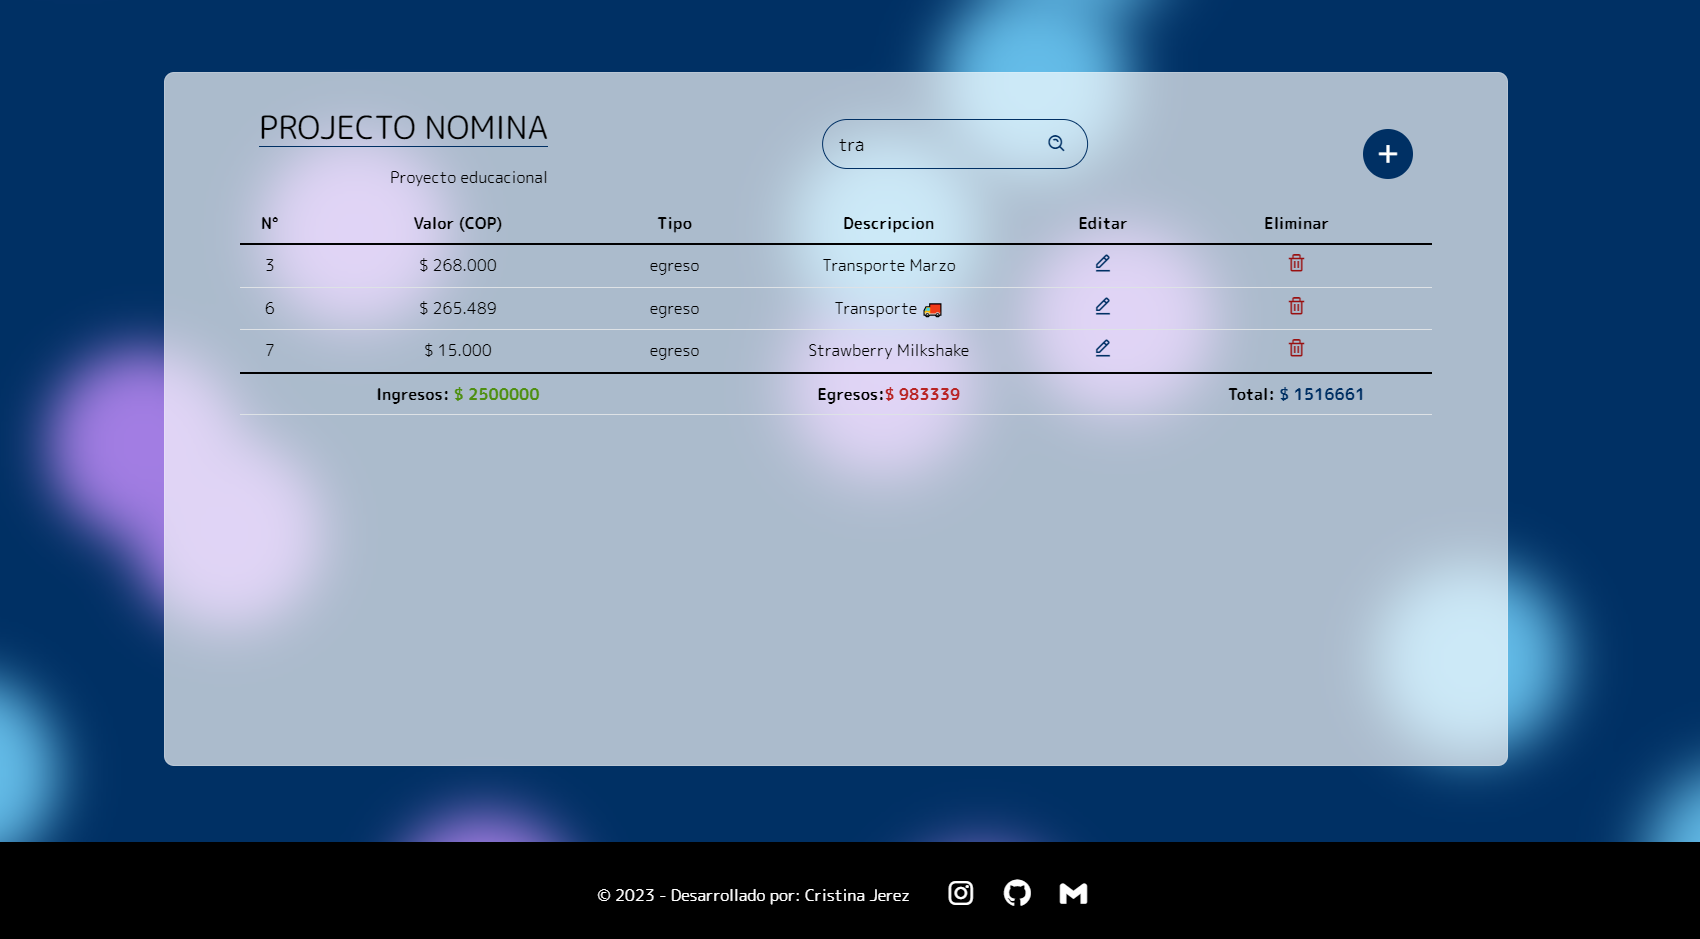 PROJECTO NOMINA
tra
Proyecto educacional
N° Valor (COP) Tipo Descripcion Editar Eliminar
3 $ 268.000 egreso Transporte Marzo
6 $ 265.489 egreso Transporte 🚚
7 $ 15.000 egreso Strawberry Milkshake
Ingresos: $ 2500000 Egresos:$ 983339 Total: $ 1516661
© 2023 - Desarrollado por: Cristina Jerez